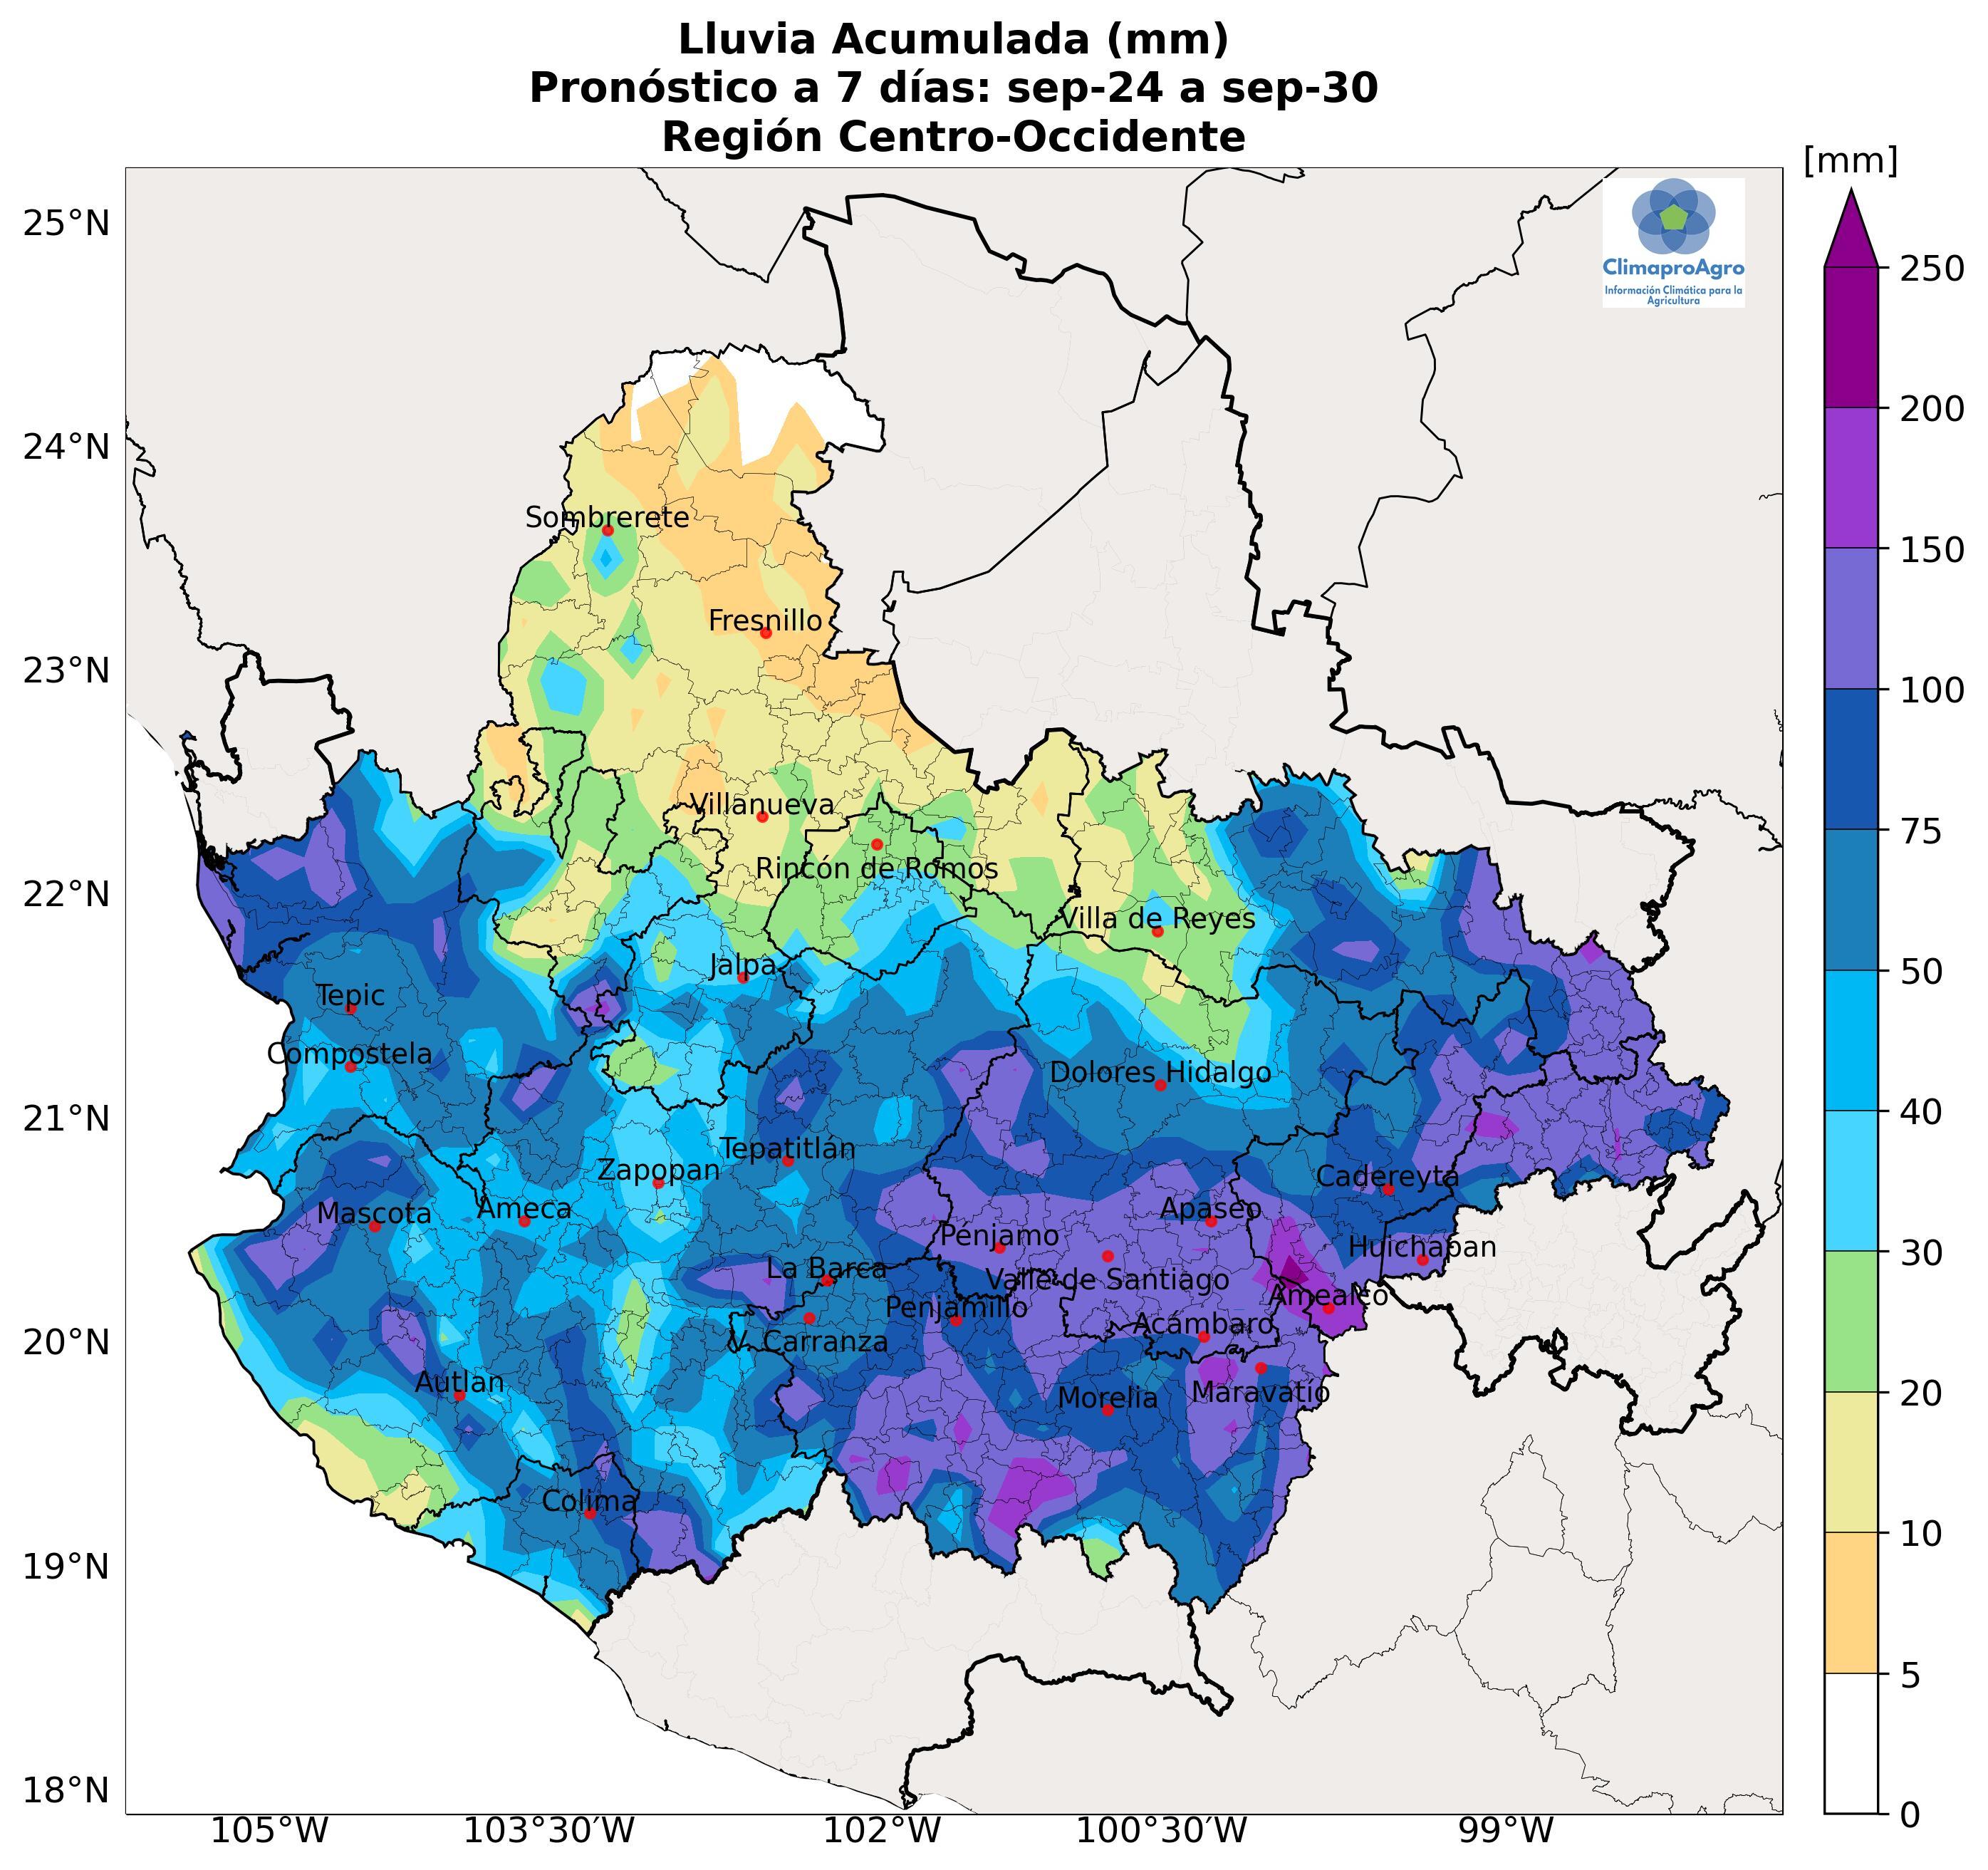 Lluvia Acumulada (mm)
Pronóstico a 7 días: sep-24 a sep-30
Región Centro-Occidente
[mm]
25°N
ClimaproAgro
Información Climática para la
Agricultura
250
200
24°N
150
Sombrerete
Fresnillo
23°N
100
Villanueva
75
Rincón de Romos
22°N
Villa de Reyes
Jalpa
50
Tepic
Compostela
Dolores Hidalgo
21°N
40
Tepatitlán
Zapopan
Cadereyta
Ameca
Mascota
Apaseo
Pénjamo
Huichapan
30
La Barca
Valle de Santiago
Amealco
Penjamillo
Acámbaro
20°N
V. Carranza
Autlán
Morelia
Maravatío
20
Colima
10
19°N
5
18°N
0
105°W
103°30'W
102°W
100°30'W
99°W